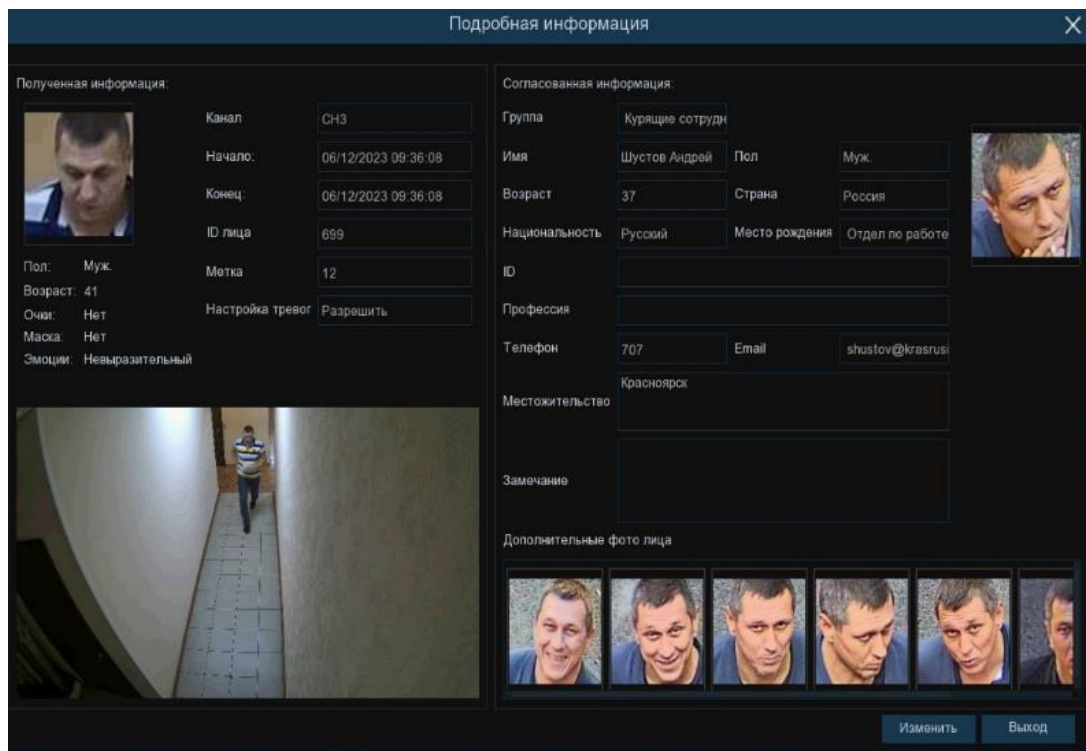 Подробная информация
Полученная информация:
Канал CH3
Начало: 06/12/2023 09:36:08
Конец: 06/12/2023 09:36:08
ID лица 699
Метка 12
Настройка тревог Разрешить
Пол: Муж.
Возраст: 41
Очки: Нет
Маска: Нет
Эмоции: Невыразительный
Согласованная информация:
Группа Курящие сотрудн
Имя Шустов Андрей Пол Муж.
Возраст 37 Страна Россия
Национальность Русский Место рождения Отдел по работе
ID
Профессия
Телефон 707 Email shustov@krasrusi
Местожительство Красноярск
Замечание
Дополнительные фото лица
Изменить Выход